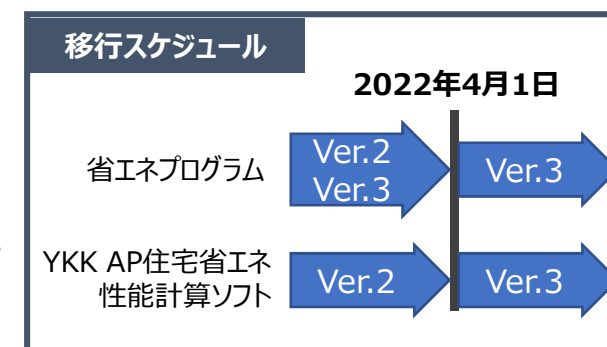 移行スケジュール
2022年4月1日
省エネプログラム
Ver.2
Ver.3
Ver.3
YKK AP住宅省エネ
性能計算ソフト
Ver.2
Ver.3